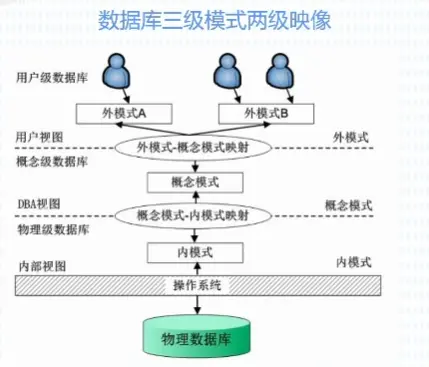 数据库三级模式两级映像
用户级数据库
外模式A
外模式B
用户视图
外模式-概念模式映射
外模式
概念级数据库
概念模式
DBA视图
概念模式-内模式映射
概念模式
物理级数据库
内模式
内部视图
内模式
操作系统
物理数据库